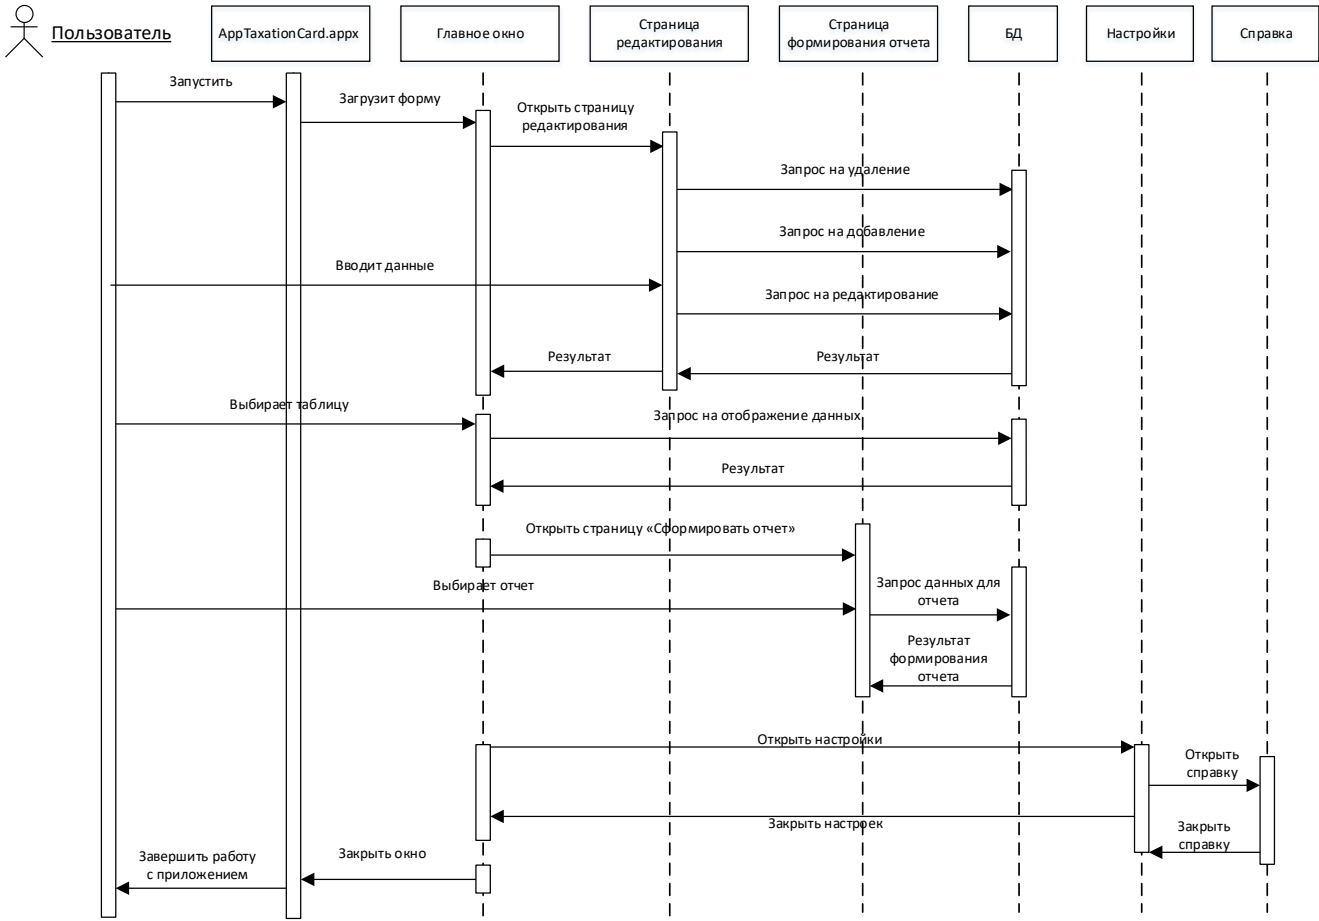 Пользователь
AppTaxationCard.appx
Главное окно
Страница
редактирования
Страница
формирования отчета
БД
Настройки
Справка
Запустить
Загрузит форму
Открыть страницу
редактирования
Запрос на удаление
Запрос на добавление
Вводит данные
Запрос на редактирование
Результат
Результат
Выбирает таблицу
Запрос на отображение данных
Результат
Открыть страницу «Сформировать отчет»
Выбирает отчет
Запрос данных для
отчета
Результат
формирования
отчета
Открыть настройки
Открыть
справку
Закрыть настроек
Закрыть
справку
Закрыть окно
Завершить работу
с приложением